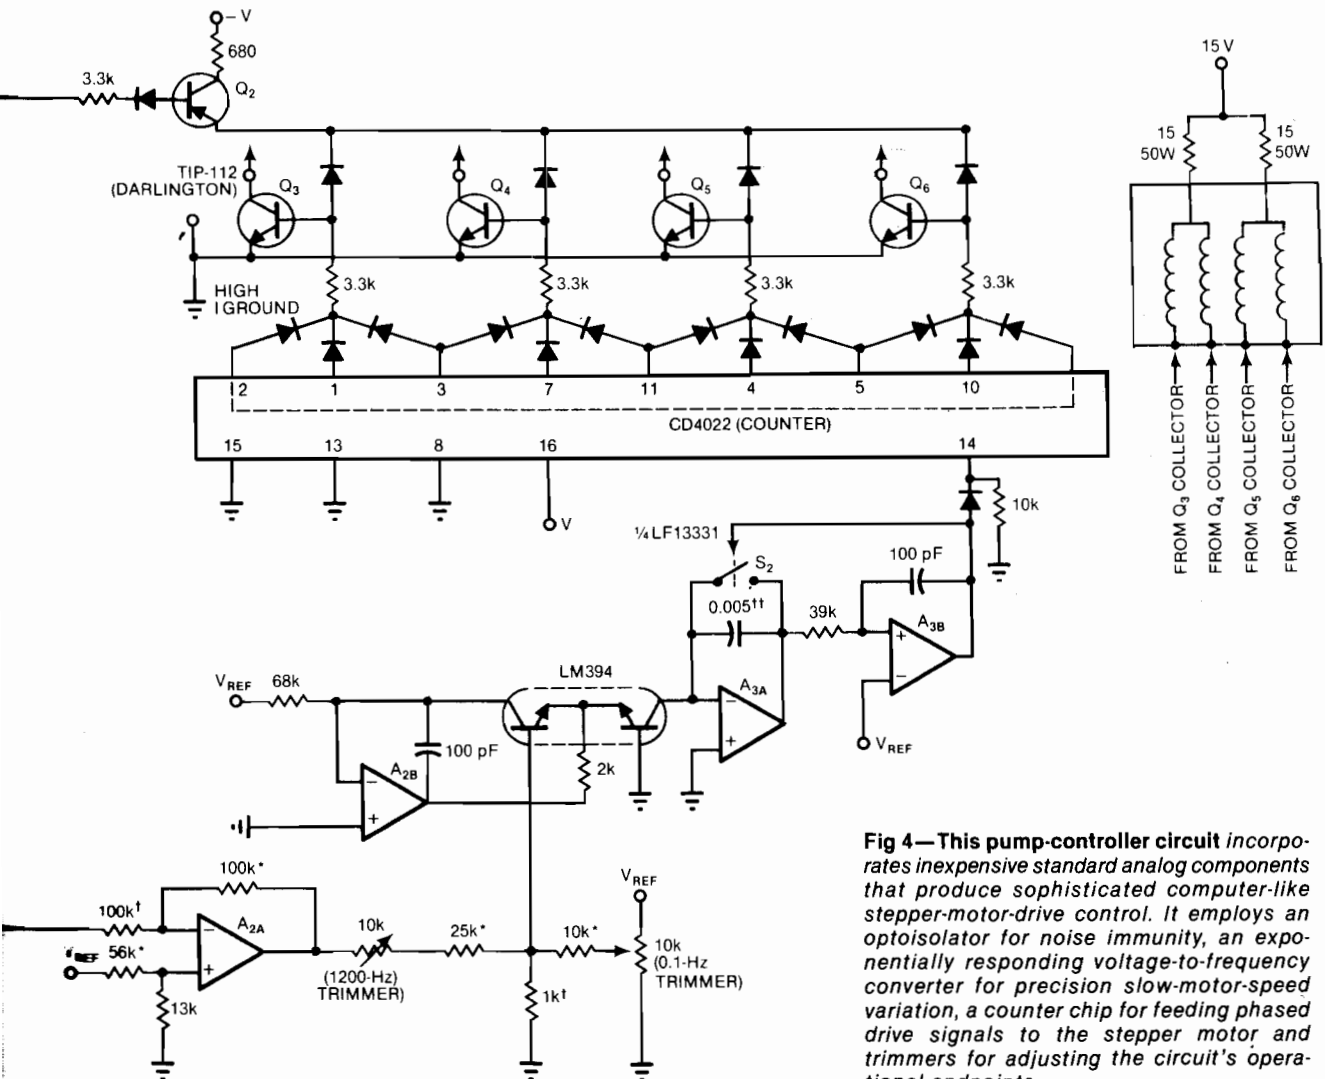 – V
680
3.3k
Q2
15 V
15
50W
15
50W
TIP-112
(DARLINGTON)
Q3
Q4
Q5
Q6
HIGH
I GROUND
3.3k
3.3k
3.3k
3.3k
2
1
3
7
11
4
5
10
CD4022 (COUNTER)
15
13
8
16
14
V
10k
FROM Q3 COLLECTOR
FROM Q4 COLLECTOR
FROM Q5 COLLECTOR
FROM Q6 COLLECTOR
¼ LF13331
S2
100 pF
0.005††
39k
A3B
+
–
VREF
LM394
VREF
68k
A3A
–
+
100 pF
2k
A2B
–
+
100k*
VREF
100k†
A2A
–
+
56k*
13k
10k
(1200-Hz)
TRIMMER)
25k*
10k*
10k
(0.1-Hz
TRIMMER)
1k†
Fig 4—This pump-controller circuit incorpo-
rates inexpensive standard analog components
that produce sophisticated computer-like
stepper-motor-drive control. It employs an
optoisolator for noise immunity, an expo-
nentially responding voltage-to-frequency
converter for precision slow-motor-speed
variation, a counter chip for feeding phased
drive signals to the stepper motor and
trimmers for adjusting the circuit's opera-